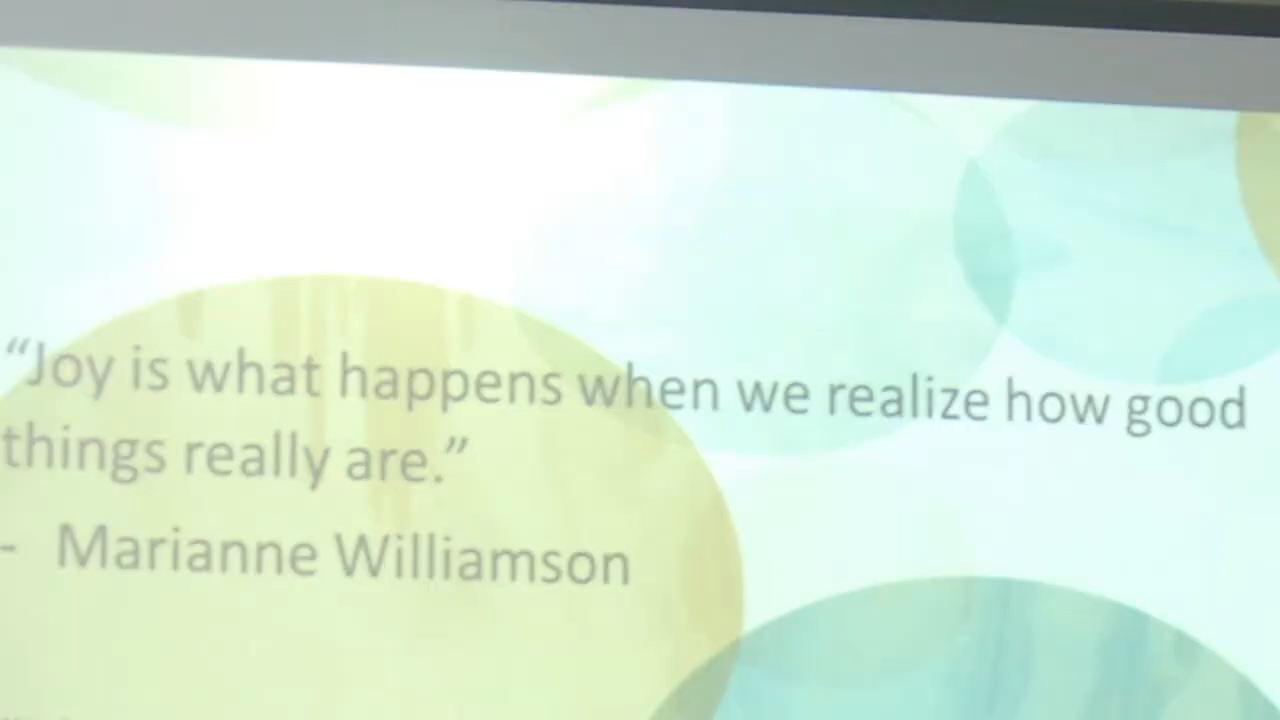 “Joy is what happens when we realize how good
things really are.”
- Marianne Williamson